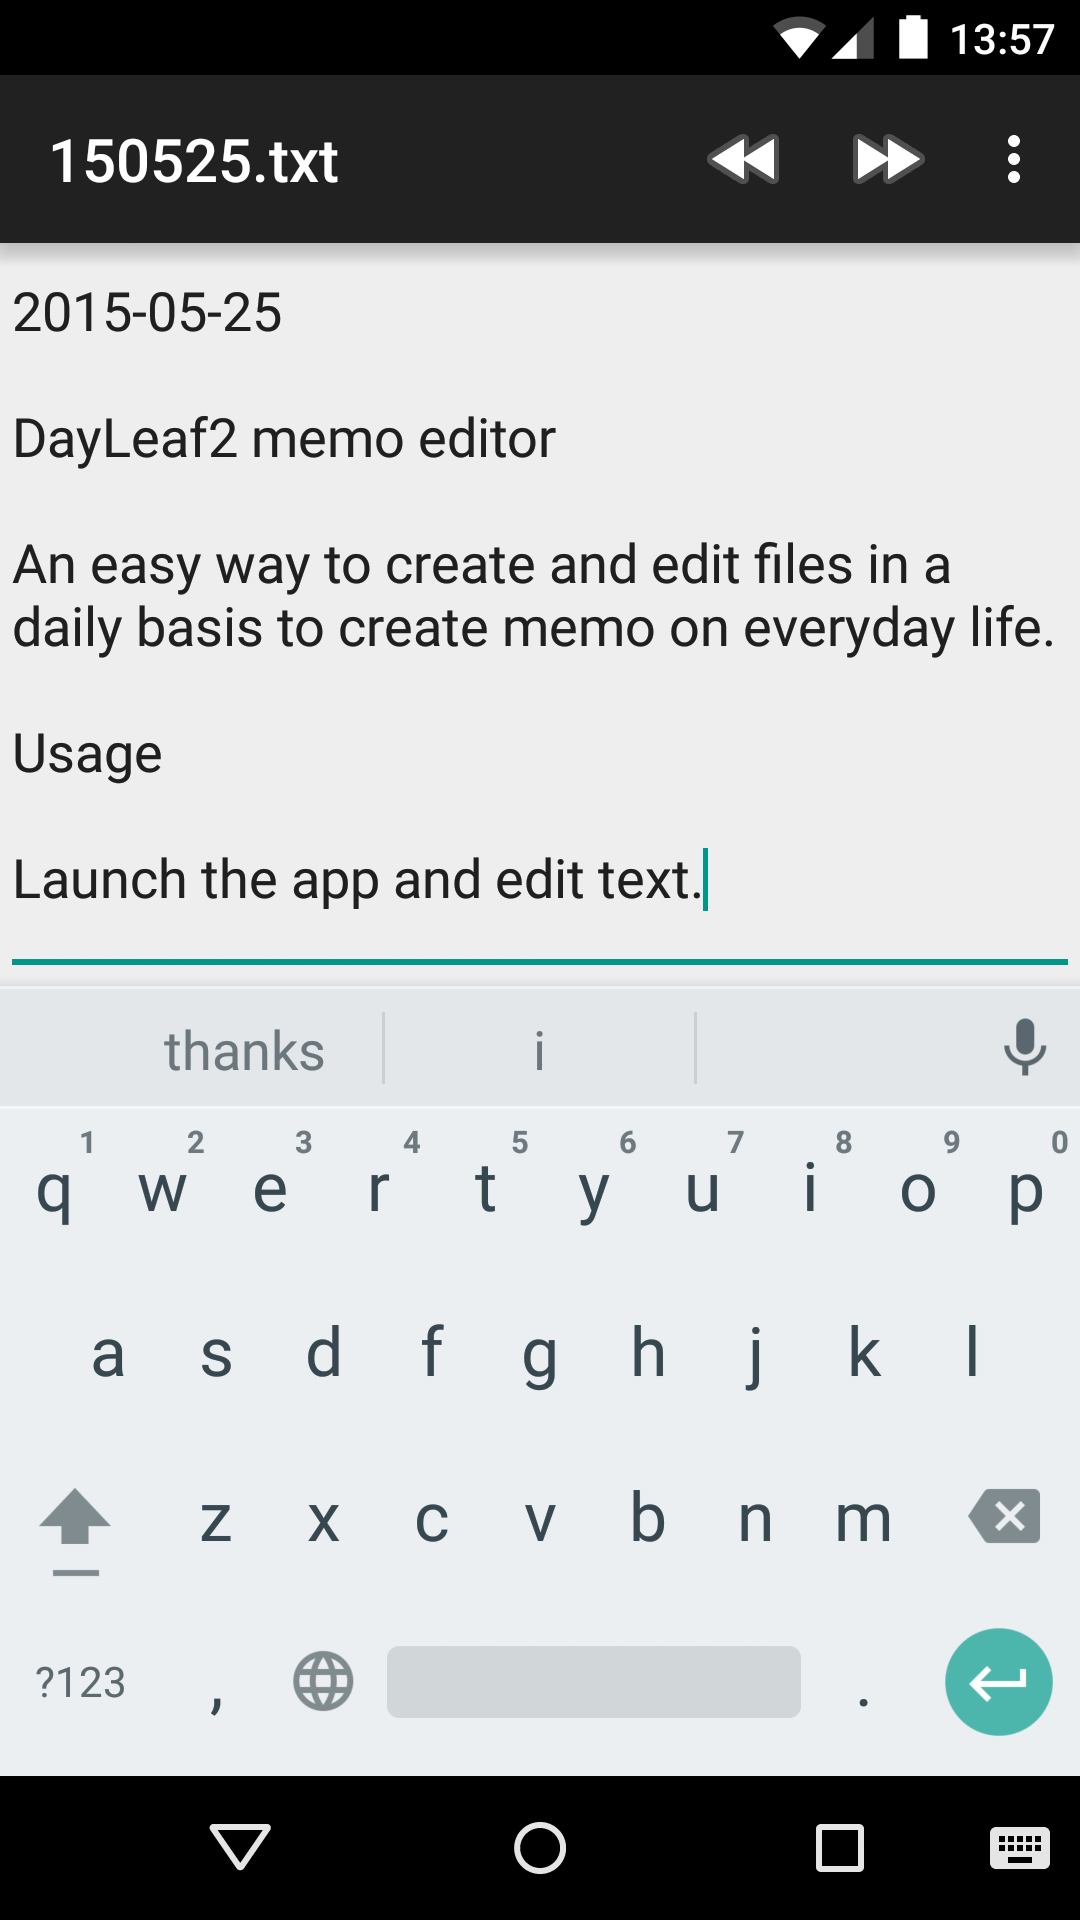 13:57
150525.txt
2015-05-25
DayLeaf2 memo editor
An easy way to create and edit files in a
daily basis to create memo on everyday life.
Usage
Launch the app and edit text.
thanks i
1 2 3 4 5 6 7 8 9 0
q w e r t y u i o p
a s d f g h j k l
z x c v b n m
?123 , .